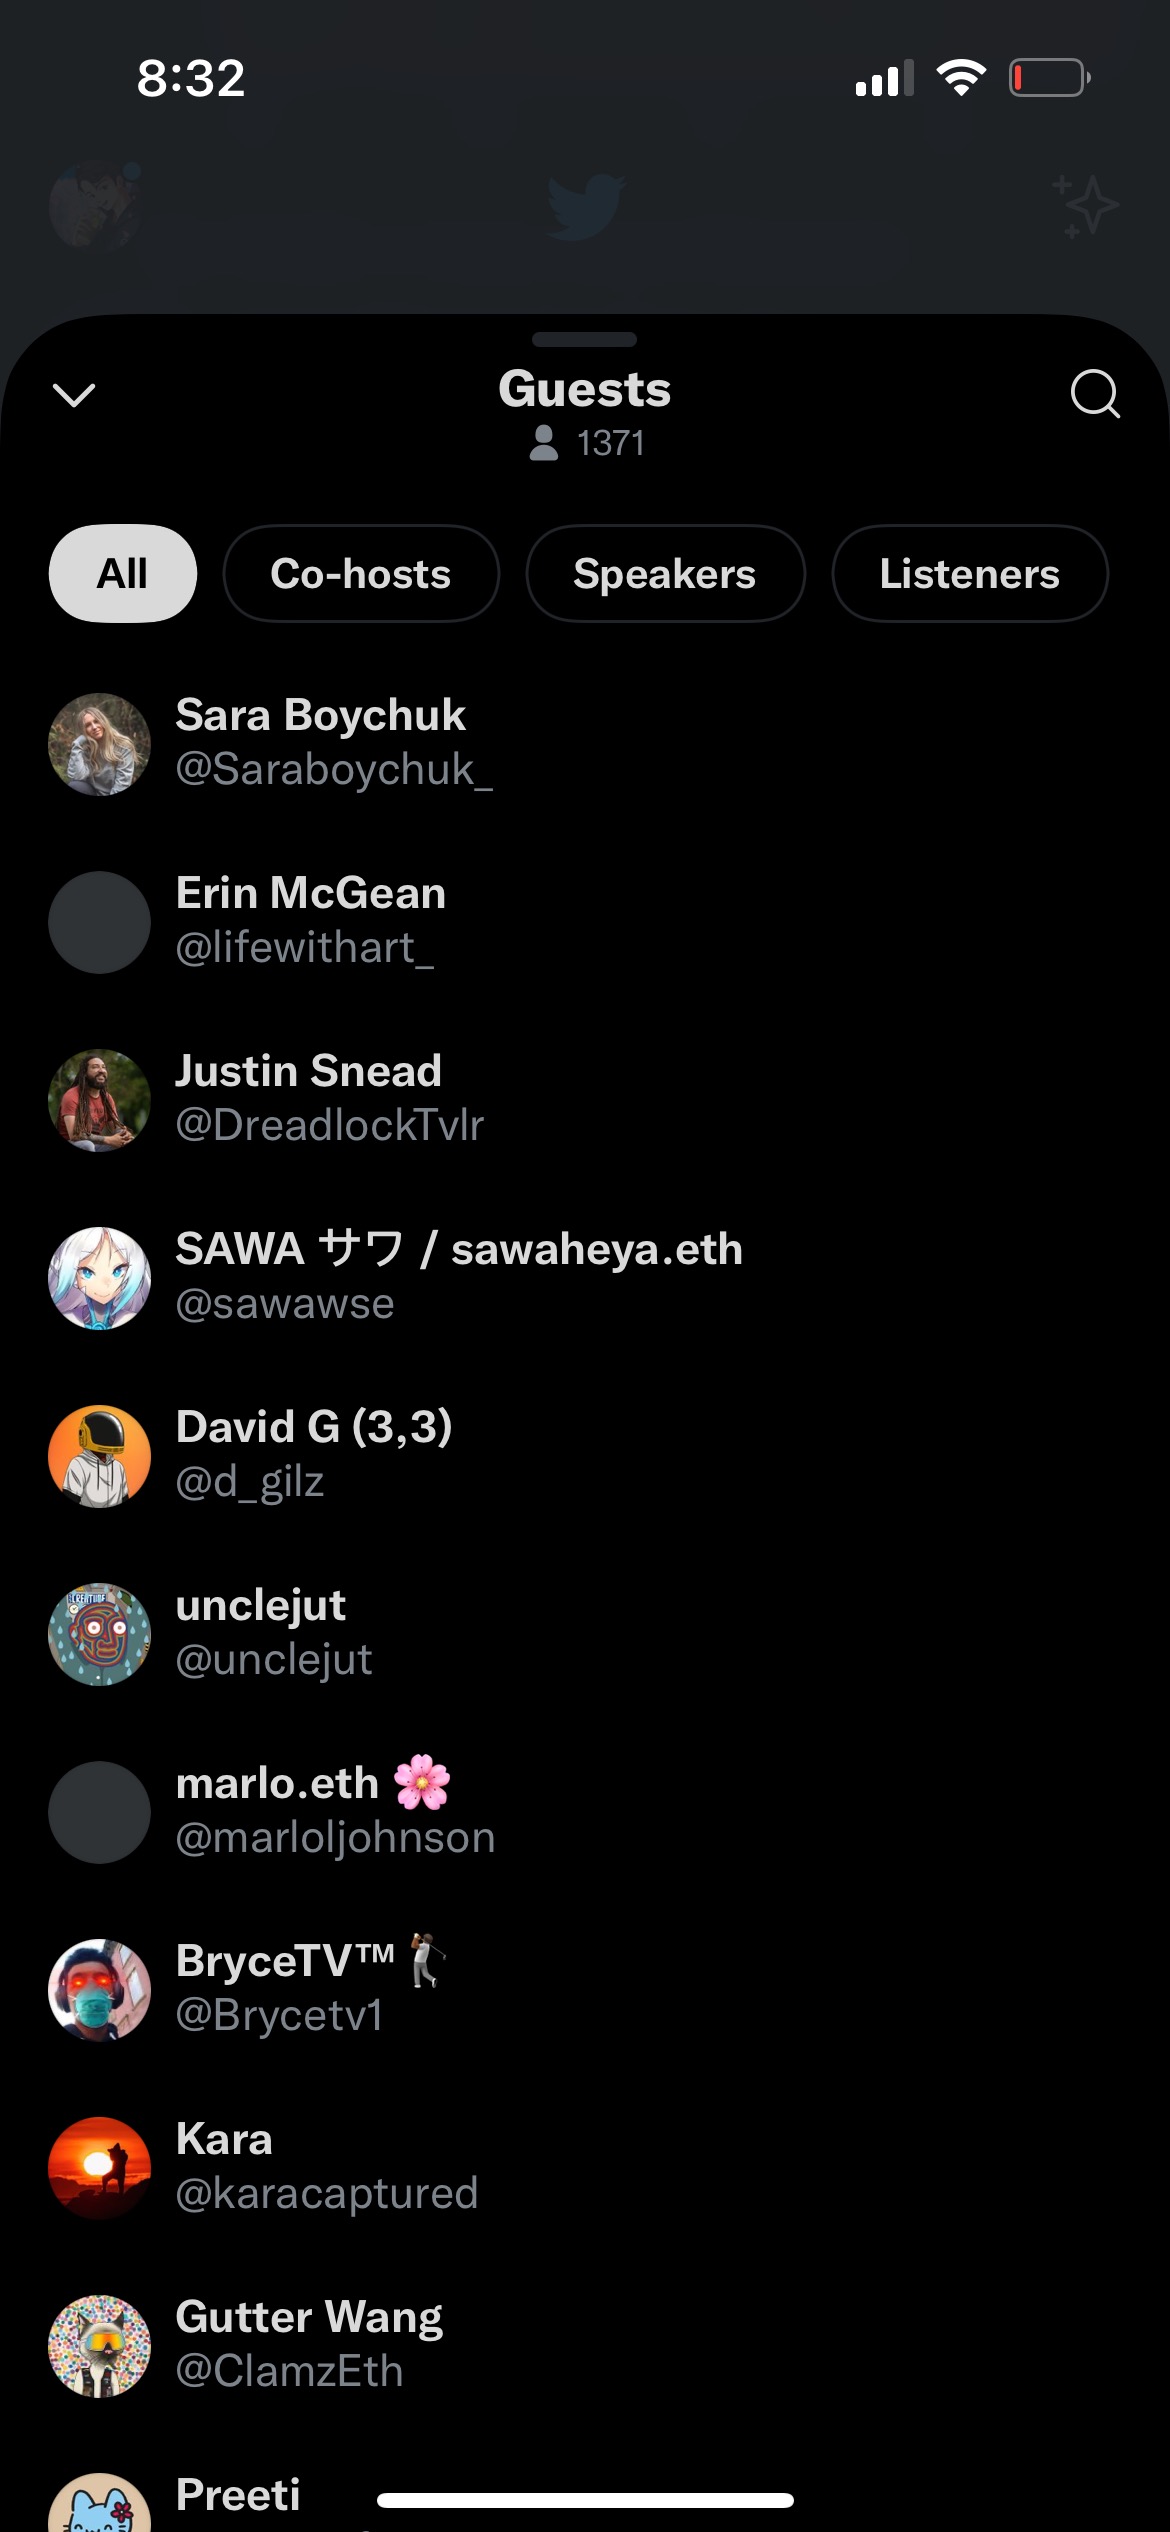 8:32
Guests
1371
All
Co-hosts
Speakers
Listeners
Sara Boychuk
@Saraboychuk_
Erin McGean
@lifewithart_
Justin Snead
@DreadlockTvlr
SAWA サワ / sawaheya.eth
@sawawse
David G (3,3)
@d_gilz
unclejut
@unclejut
marlo.eth 🌸
@marloljohnson
BryceTV™🏌🏿
@Brycetv1
Kara
@karacaptured
Gutter Wang
@ClamzEth
Preeti